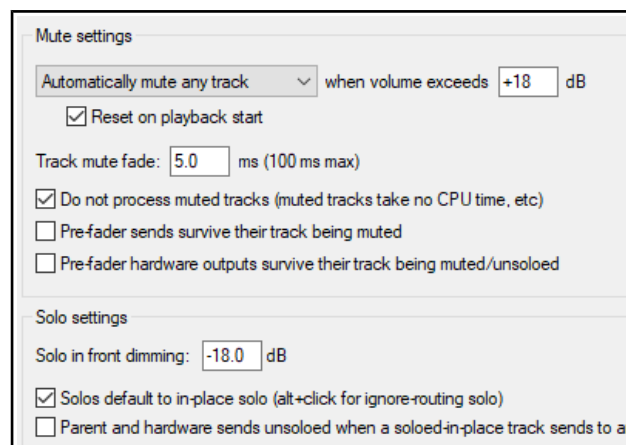 Mute settings
Automatically mute any track when volume exceeds +18 dB
Reset on playback start
Track mute fade: 5.0 ms (100 ms max)
Do not process muted tracks (muted tracks take no CPU time, etc)
Pre-fader sends survive their track being muted
Pre-fader hardware outputs survive their track being muted/unsoloed
Solo settings
Solo in front dimming: -18.0 dB
Solos default to in-place solo (alt+click for ignore-routing solo)
Parent and hardware sends unsoloed when a soloed-in-place track sends to a